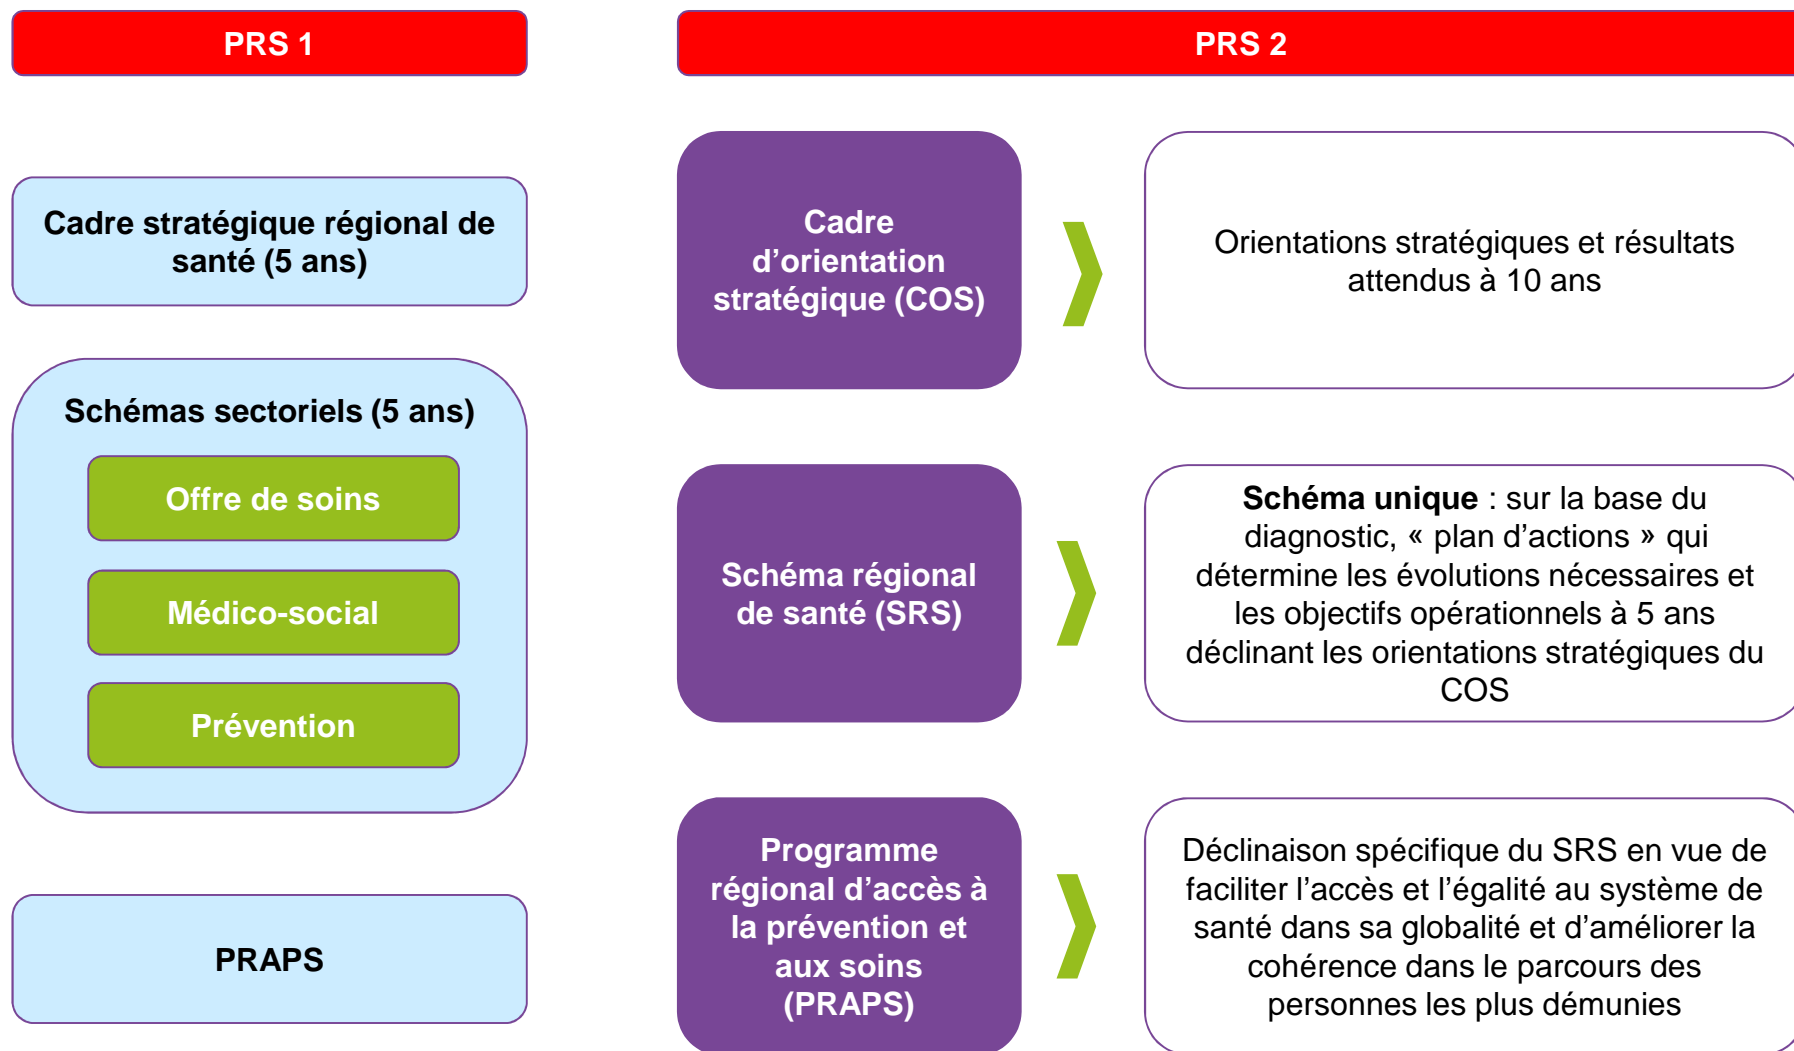 PRS 1
Cadre stratégique régional de
santé (5 ans)
Schémas sectoriels (5 ans)
Offre de soins
Médico-social
Prévention
PRAPS
PRS 2
Cadre
d’orientation
stratégique (COS)
Orientations stratégiques et résultats
attendus à 10 ans
Schéma régional
de santé (SRS)
Schéma unique : sur la base du
diagnostic, « plan d’actions » qui
détermine les évolutions nécessaires et
les objectifs opérationnels à 5 ans
déclinant les orientations stratégiques du
COS
Programme
régional d’accès à
la prévention et
aux soins
(PRAPS)
Déclinaison spécifique du SRS en vue de
faciliter l’accès et l’égalité au système de
santé dans sa globalité et d’améliorer la
cohérence dans le parcours des
personnes les plus démunies